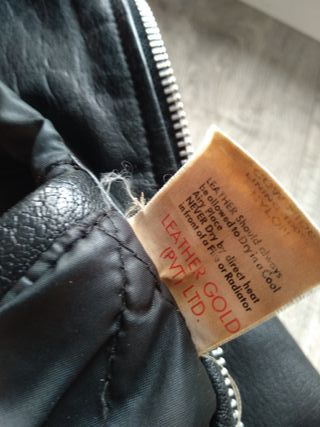 LEATHER Should always
be allowed to Dry in a Cool
Airy place
NEVER Dry by direct heat
in front of a Fire or Radiator
LEATHER GOLD
(PVT) LTD.